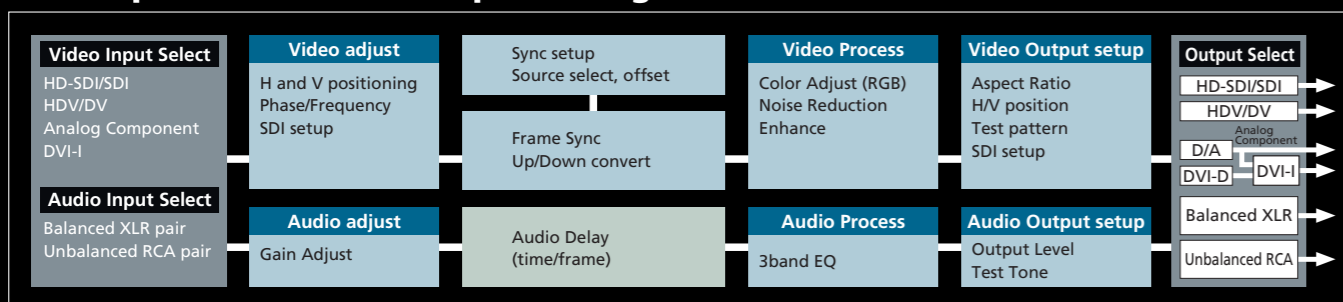 Video Input Select
HD-SDI/SDI
HDV/DV
Analog Component
DVI-I
Audio Input Select
Balanced XLR pair
Unbalanced RCA pair
Video adjust
H and V positioning
Phase/Frequency
SDI setup
Audio adjust
Gain Adjust
Sync setup
Source select, offset
Frame Sync
Up/Down convert
Audio Delay
(time/frame)
Video Process
Color Adjust (RGB)
Noise Reduction
Enhance
Audio Process
3band EQ
Video Output setup
Aspect Ratio
H/V position
Test pattern
SDI setup
Audio Output setup
Output Level
Test Tone
Output Select
HD-SDI/SDI
HDV/DV
Analog
Component
D/A
DVI-D
DVI-I
Balanced XLR
Unbalanced RCA